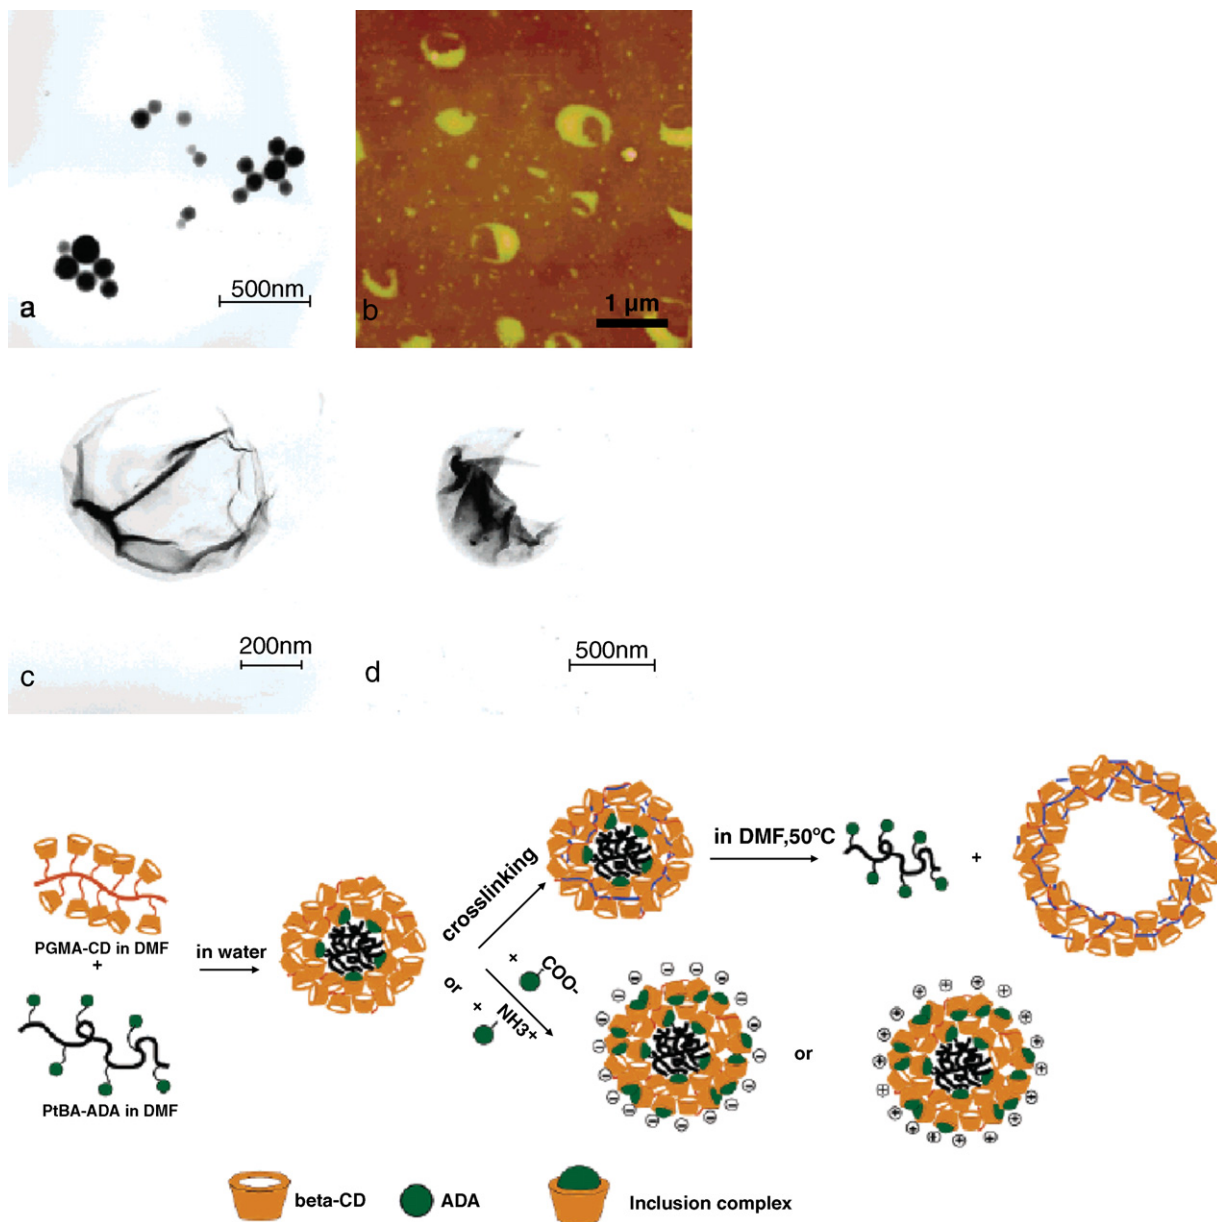 500nm
a
1 μm
b
200nm
c
500nm
d
PGMA-CD in DMF
+
PtBA-ADA in DMF
in water
crosslinking
or
+
COO-
+
NH3+
in DMF,50°C
+
or
beta-CD
ADA
Inclusion complex